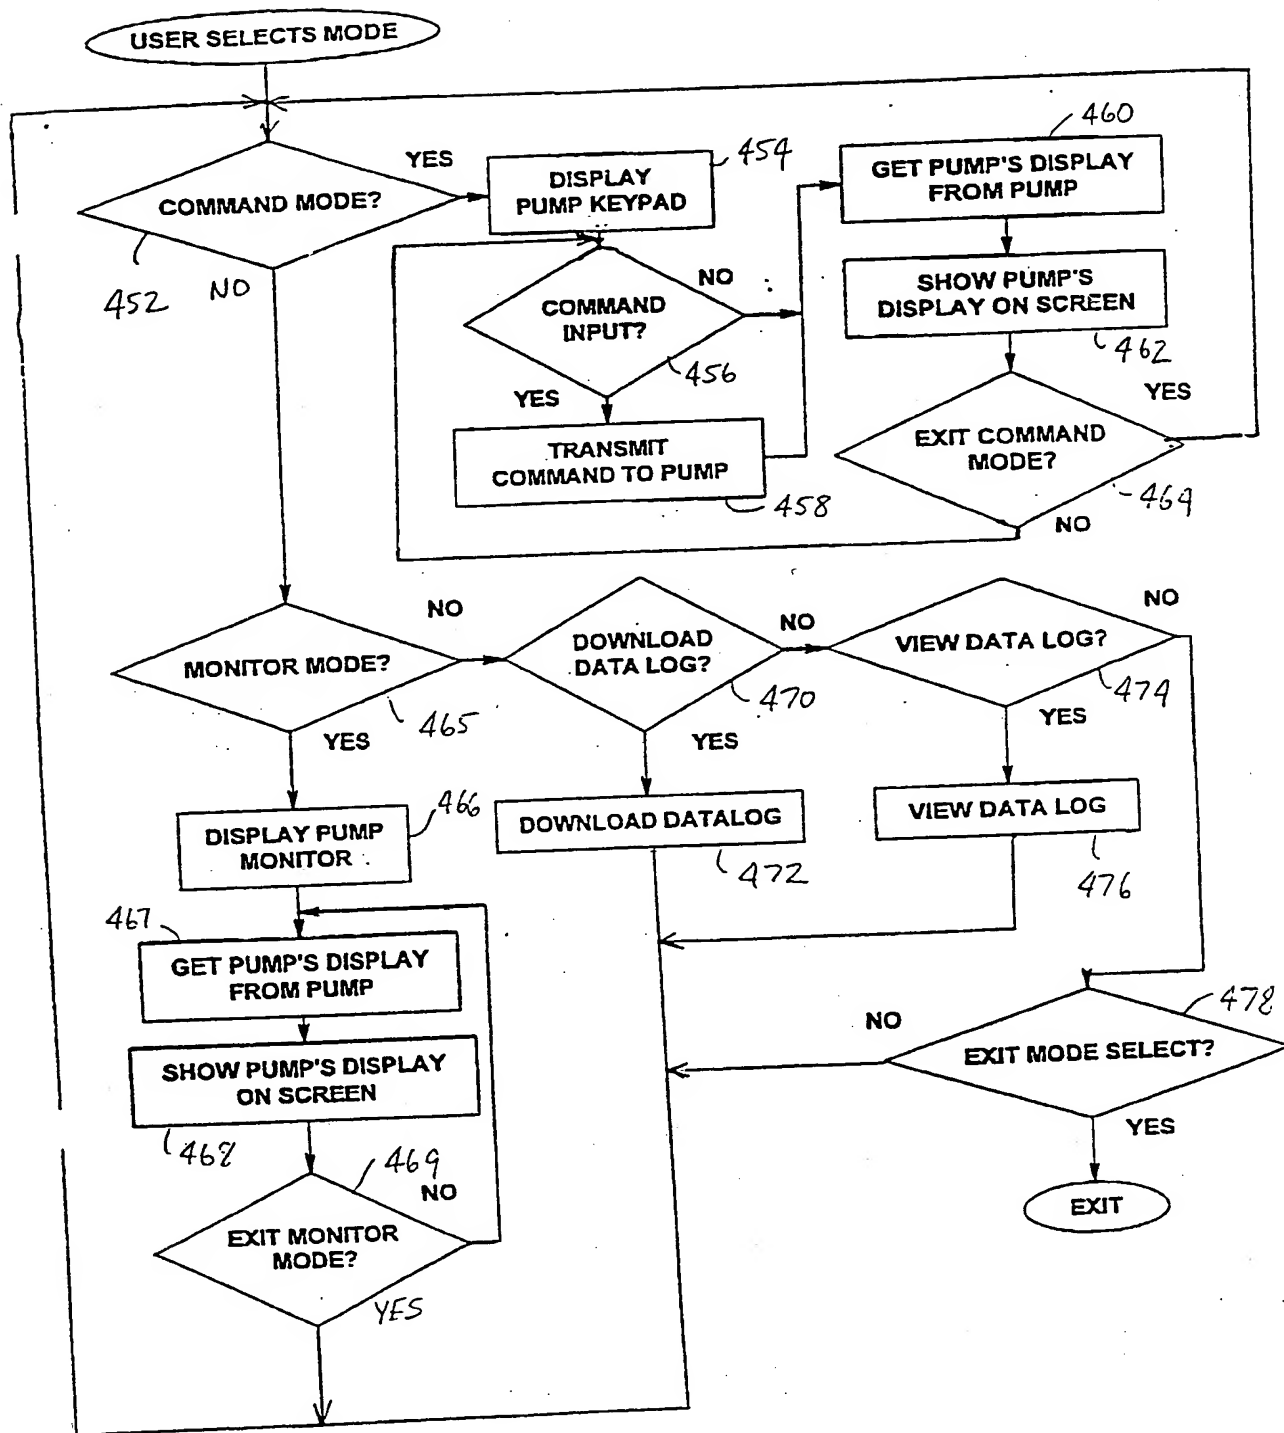 USER SELECTS MODE
COMMAND MODE?
YES
452
NO
DISPLAY
PUMP KEYPAD
454
COMMAND
INPUT?
NO
456
YES
TRANSMIT
COMMAND TO PUMP
458
460
GET PUMP'S DISPLAY
FROM PUMP
SHOW PUMP'S
DISPLAY ON SCREEN
462
YES
EXIT COMMAND
MODE?
464
NO
MONITOR MODE?
NO
465
YES
DOWNLOAD
DATA LOG?
NO
470
YES
VIEW DATA LOG?
NO
474
YES
DISPLAY PUMP
MONITOR
466
DOWNLOAD DATALOG
472
VIEW DATA LOG
476
467
GET PUMP'S DISPLAY
FROM PUMP
SHOW PUMP'S DISPLAY
ON SCREEN
468
469
NO
EXIT MONITOR
MODE?
YES
478
NO
EXIT MODE SELECT?
YES
EXIT